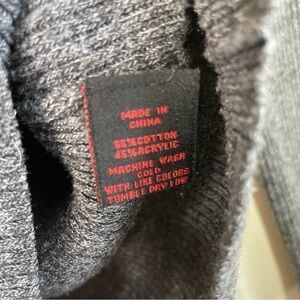 MADE IN
CHINA
55%COTTON
45%ACRYLIC
MACHINE WASH
COLD
WITH LIKE COLORS
TUMBLE DRY LOW